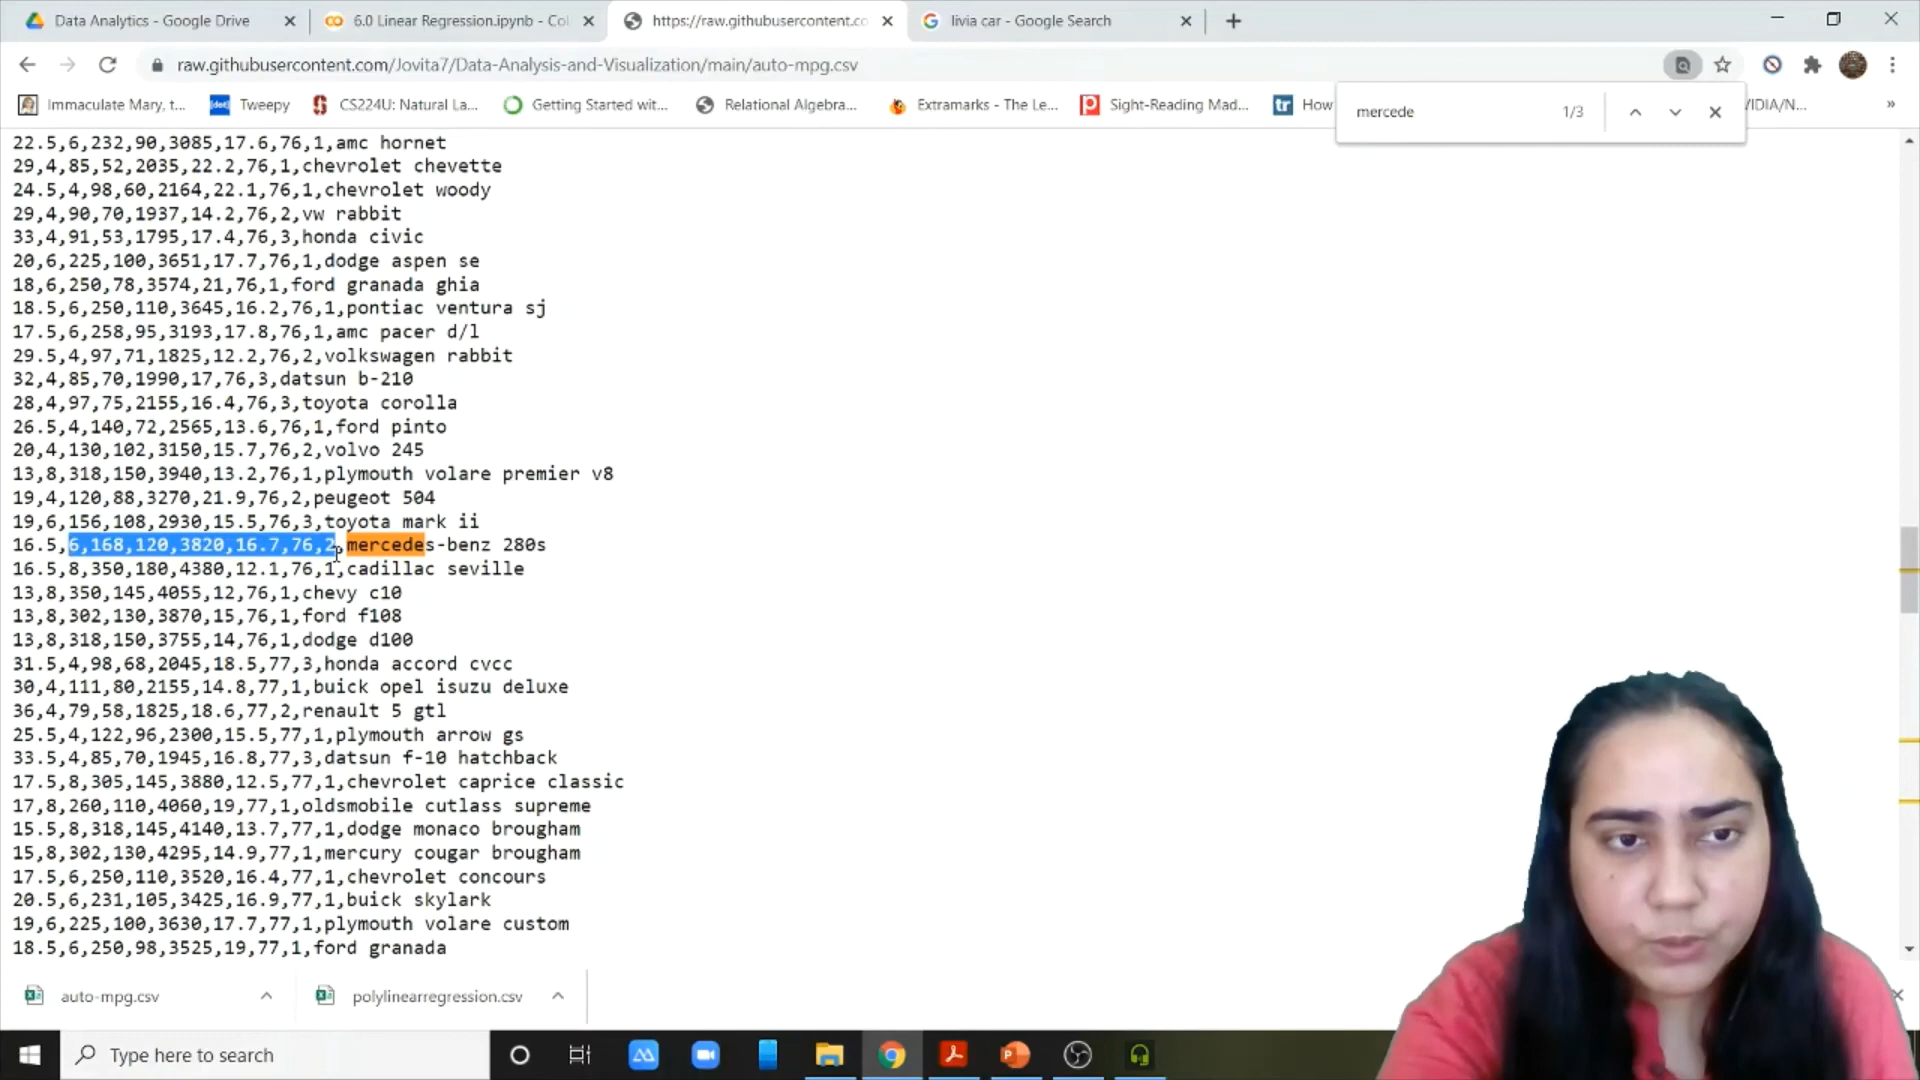 Data Analytics - Google Drive
6.0 Linear Regression.ipynb - Col
https://raw.githubusercontent.co
livia car - Google Search
raw.githubusercontent.com/Jovita7/Data-Analysis-and-Visualization/main/auto-mpg.csv
Immaculate Mary, t...
Tweepy
CS224U: Natural La...
Getting Started wit...
Relational Algebra...
Extramarks - The Le...
Sight-Reading Mad...
How
VIDIA/N...
mercede
1/3
22.5,6,232,90,3085,17.6,76,1,amc hornet
29,4,85,52,2035,22.2,76,1,chevrolet chevette
24.5,4,98,60,2164,22.1,76,1,chevrolet woody
29,4,90,70,1937,14.2,76,2,vw rabbit
33,4,91,53,1795,17.4,76,3,honda civic
20,6,225,100,3651,17.7,76,1,dodge aspen se
18,6,250,78,3574,21,76,1,ford granada ghia
18.5,6,250,110,3645,16.2,76,1,pontiac ventura sj
17.5,6,258,95,3193,17.8,76,1,amc pacer d/l
29.5,4,97,71,1825,12.2,76,2,volkswagen rabbit
32,4,85,70,1990,17,76,3,datsun b-210
28,4,97,75,2155,16.4,76,3,toyota corolla
26.5,4,140,72,2565,13.6,76,1,ford pinto
20,4,130,102,3150,15.7,76,2,volvo 245
13,8,318,150,3940,13.2,76,1,plymouth volare premier v8
19,4,120,88,3270,21.9,76,2,peugeot 504
19,6,156,108,2930,15.5,76,3,toyota mark ii
16.5,6,168,120,3820,16.7,76,2,mercedes-benz 280s
16.5,8,350,180,4380,12.1,76,1,cadillac seville
13,8,350,145,4055,12,76,1,chevy c10
13,8,302,130,3870,15,76,1,ford f108
13,8,318,150,3755,14,76,1,dodge d100
31.5,4,98,68,2045,18.5,77,3,honda accord cvcc
30,4,111,80,2155,14.8,77,1,buick opel isuzu deluxe
36,4,79,58,1825,18.6,77,2,renault 5 gtl
25.5,4,122,96,2300,15.5,77,1,plymouth arrow gs
33.5,4,85,70,1945,16.8,77,3,datsun f-10 hatchback
17.5,8,305,145,3880,12.5,77,1,chevrolet caprice classic
17,8,260,110,4060,19,77,1,oldsmobile cutlass supreme
15.5,8,318,145,4140,13.7,77,1,dodge monaco brougham
15,8,302,130,4295,14.9,77,1,mercury cougar brougham
17.5,6,250,110,3520,16.4,77,1,chevrolet concours
20.5,6,231,105,3425,16.9,77,1,buick skylark
19,6,225,100,3630,17.7,77,1,plymouth volare custom
18.5,6,250,98,3525,19,77,1,ford granada
auto-mpg.csv
polylinearregression.csv
Type here to search